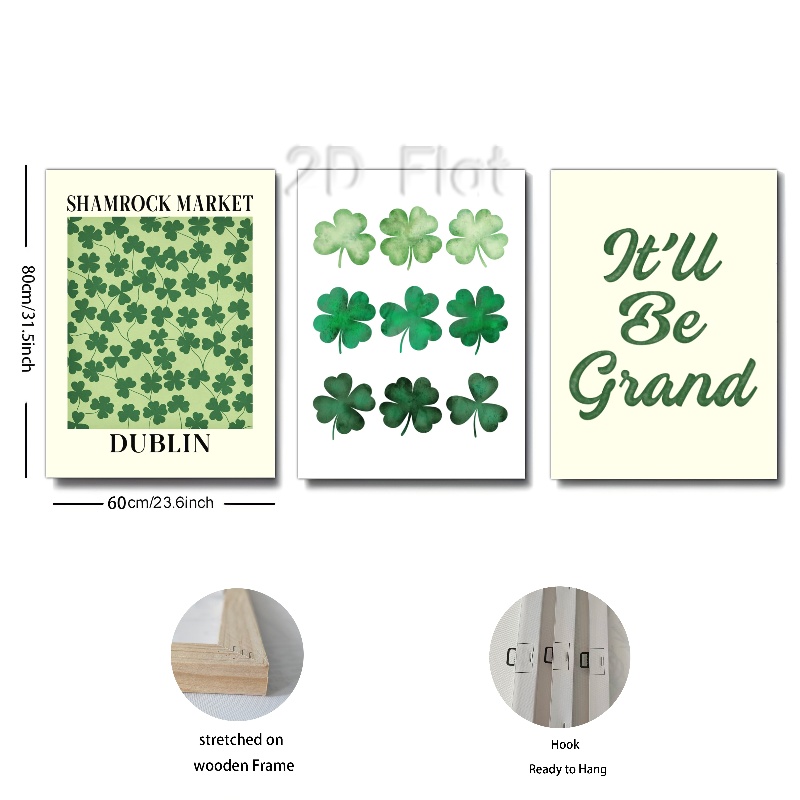 2D Flat
SHAMROCK MARKET
DUBLIN
It'll
Be
Grand
80cm/31.5inch
60cm/23.6inch
stretched on
wooden Frame
Hook
Ready to Hang